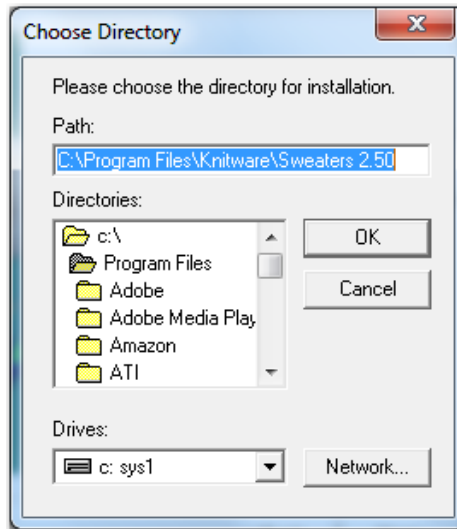 Choose Directory
Please choose the directory for installation.
Path:
C:\Program Files\Knitware\Sweaters 2.50
Directories:
c:\
OK
Program Files
Adobe
Cancel
Adobe Media Play
Amazon
ATI
Drives:
c: sys1
Network...